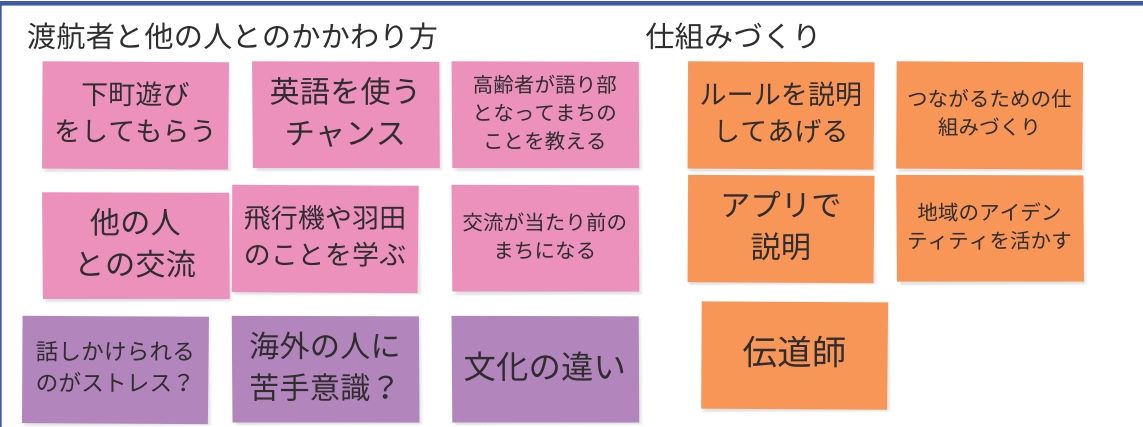 渡航者と他の人とのかかわり方
下町遊び
をしてもらう
英語を使う
チャンス
高齢者が語り部
となってまちの
ことを教える
他の人
との交流
飛行機や羽田
のことを学ぶ
交流が当たり前の
まちになる
話しかけられる
のがストレス？
海外の人に
苦手意識？
文化の違い
仕組みづくり
ルールを説明
してあげる
つながるための仕
組みづくり
アプリで
説明
地域のアイデン
ティティを活かす
伝道師